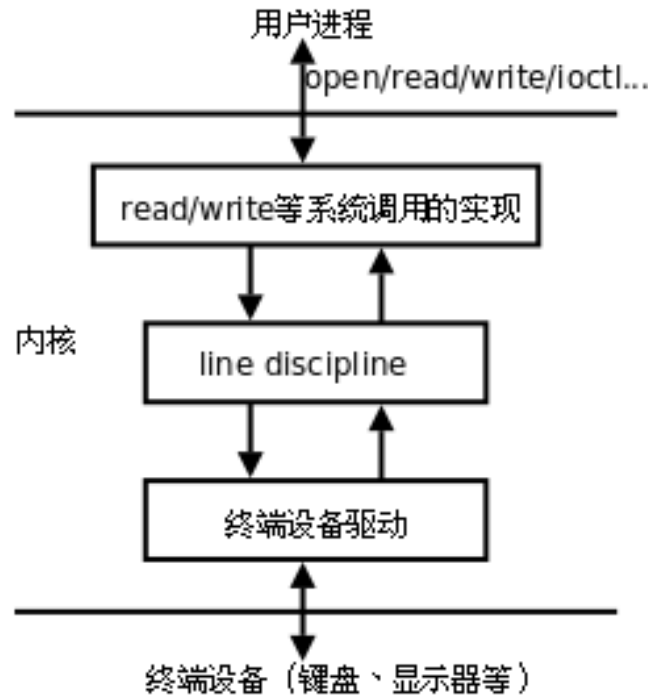 用户进程
open/read/write/ioctl...
read/write等系统调用的实现
内核
line discipline
终端设备驱动
终端设备（键盘、显示器等）